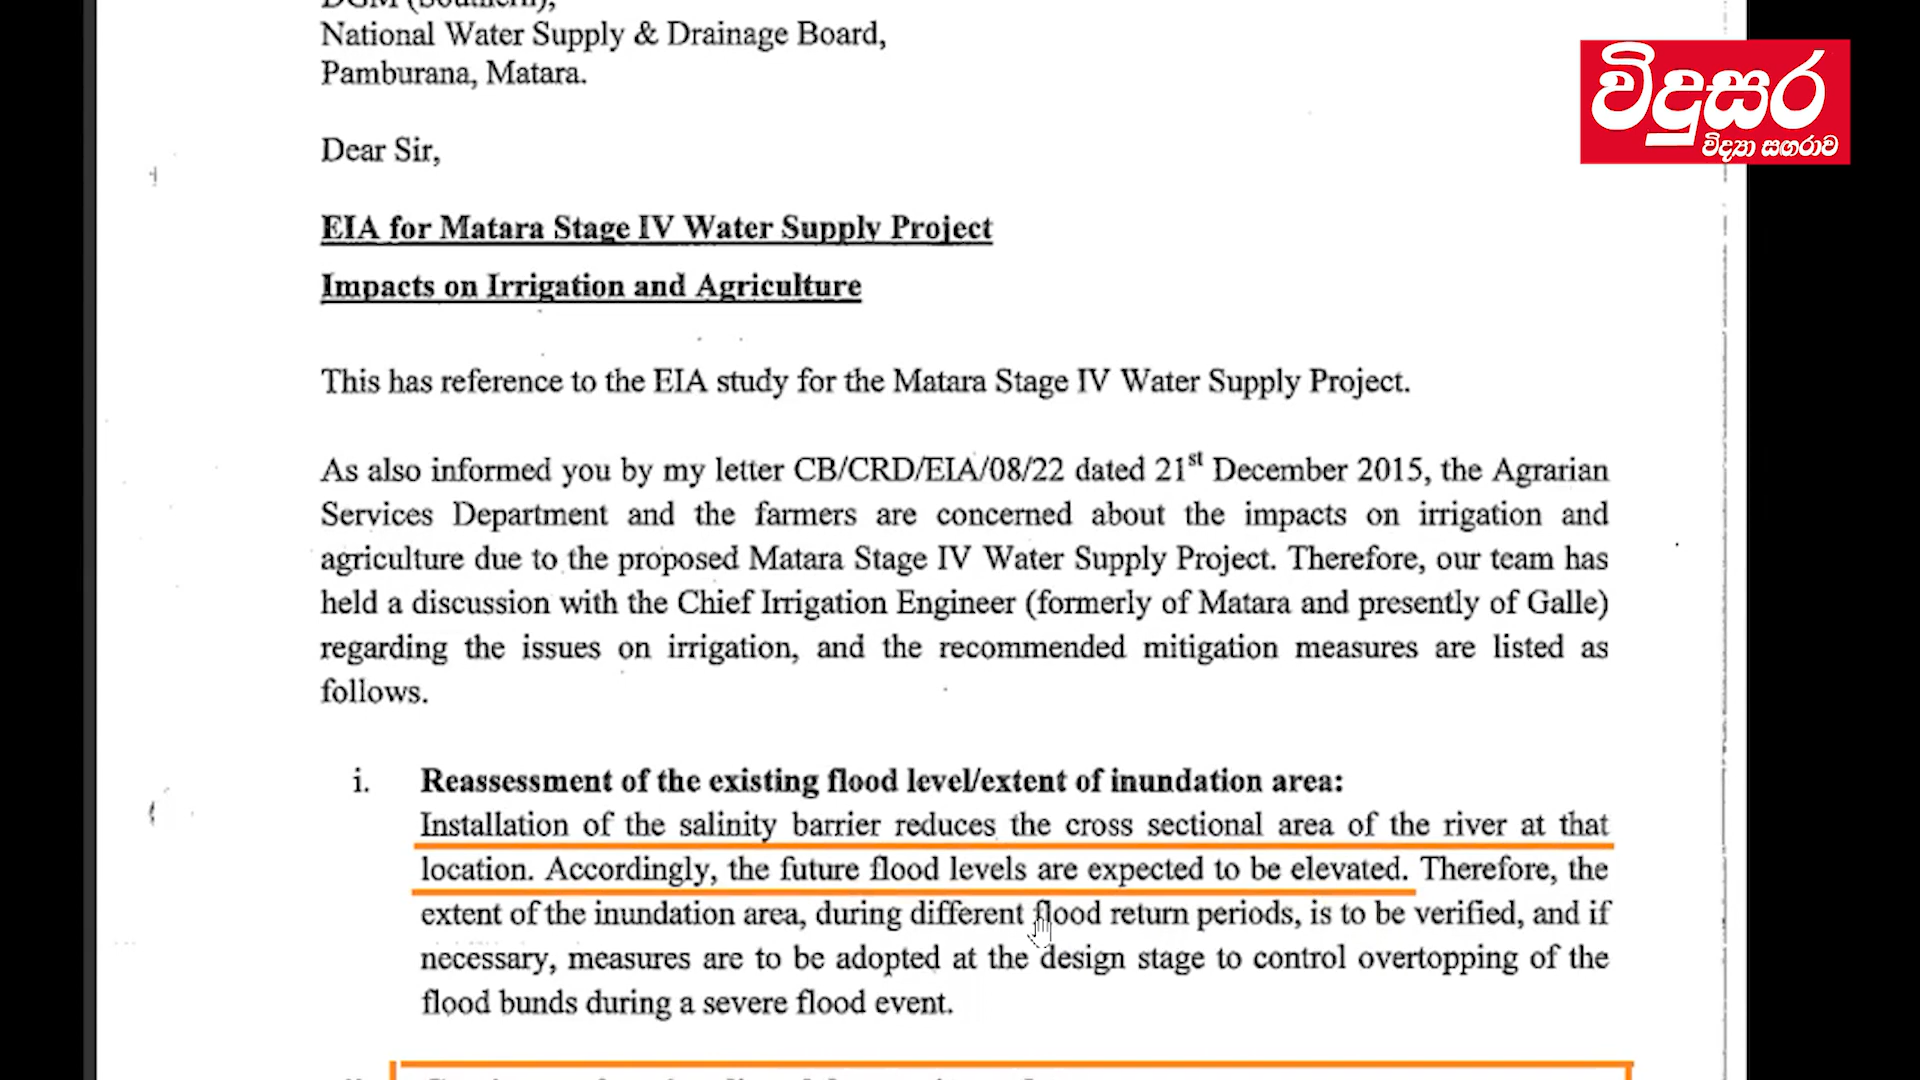 DGM (Southern),
National Water Supply & Drainage Board,
Pamburana, Matara.
විදුසර
විද්‍යා සඟරාව
Dear Sir,
EIA for Matara Stage IV Water Supply Project
Impacts on Irrigation and Agriculture
This has reference to the EIA study for the Matara Stage IV Water Supply Project.
As also informed you by my letter CB/CRD/EIA/08/22 dated 21st December 2015, the Agrarian
Services Department and the farmers are concerned about the impacts on irrigation and
agriculture due to the proposed Matara Stage IV Water Supply Project. Therefore, our team has
held a discussion with the Chief Irrigation Engineer (formerly of Matara and presently of Galle)
regarding the issues on irrigation, and the recommended mitigation measures are listed as
follows.
i. Reassessment of the existing flood level/extent of inundation area:
Installation of the salinity barrier reduces the cross sectional area of the river at that
location. Accordingly, the future flood levels are expected to be elevated. Therefore, the
extent of the inundation area, during different flood return periods, is to be verified, and if
necessary, measures are to be adopted at the design stage to control overtopping of the
flood bunds during a severe flood event.